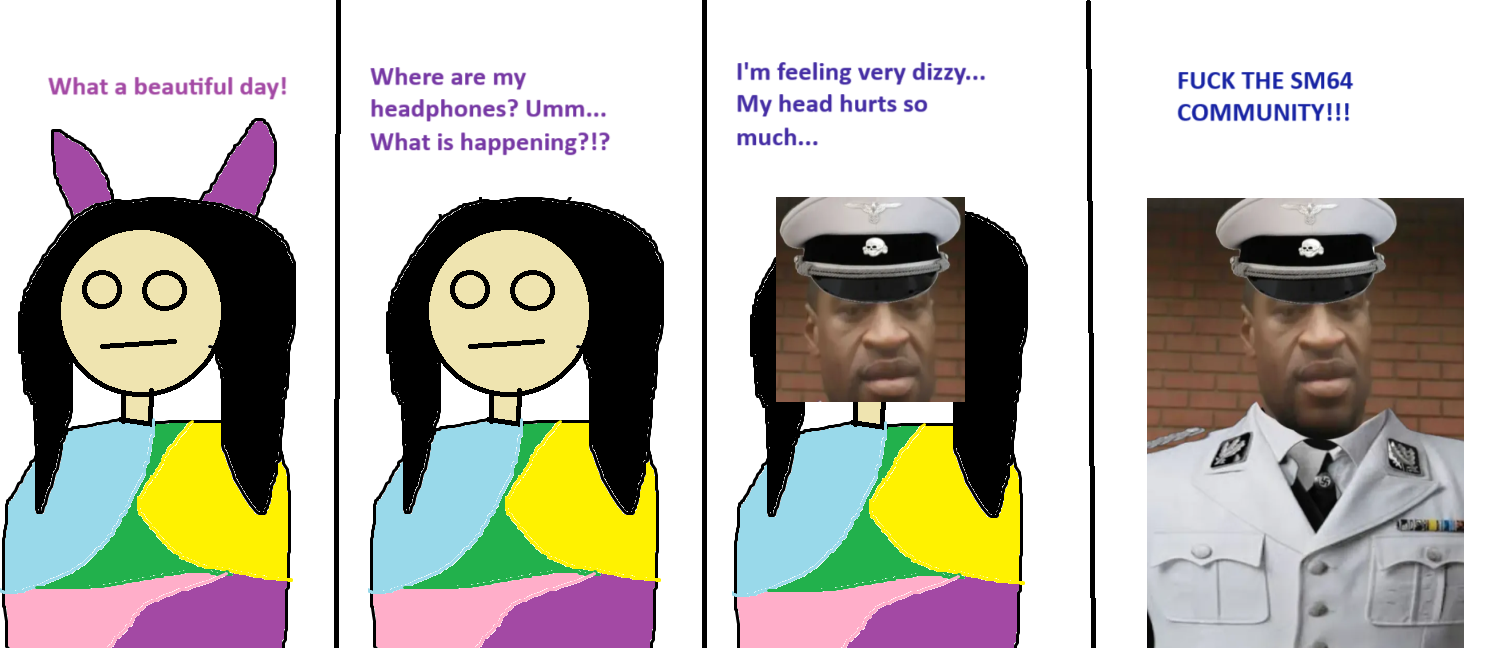 What a beautiful day!
Where are my
headphones? Umm...
What is happening?!?
I'm feeling very dizzy...
My head hurts so
much...
FUCK THE SM64
COMMUNITY!!!